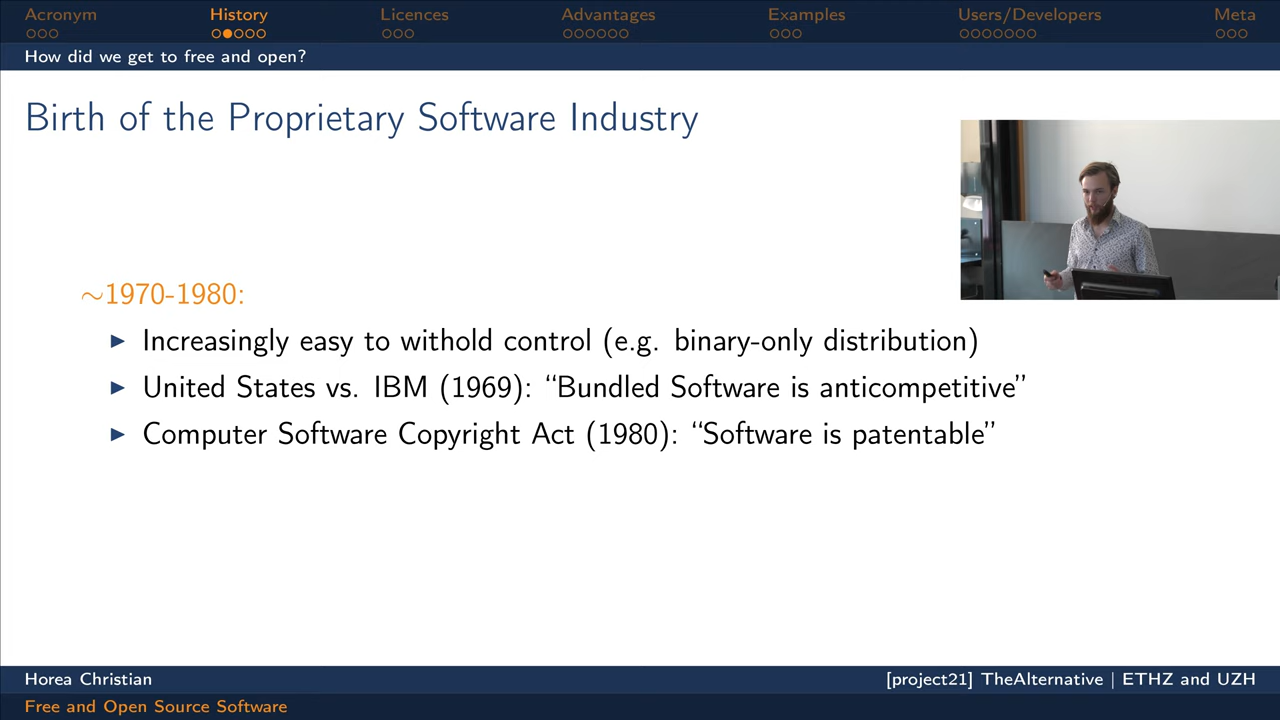 Acronym History Licences Advantages Examples Users/Developers Meta
How did we get to free and open?
Birth of the Proprietary Software Industry
~1970-1980:
Increasingly easy to withold control (e.g. binary-only distribution)
United States vs. IBM (1969): “Bundled Software is anticompetitive”
Computer Software Copyright Act (1980): “Software is patentable”
Horea Christian [project21] TheAlternative | ETHZ and UZH
Free and Open Source Software